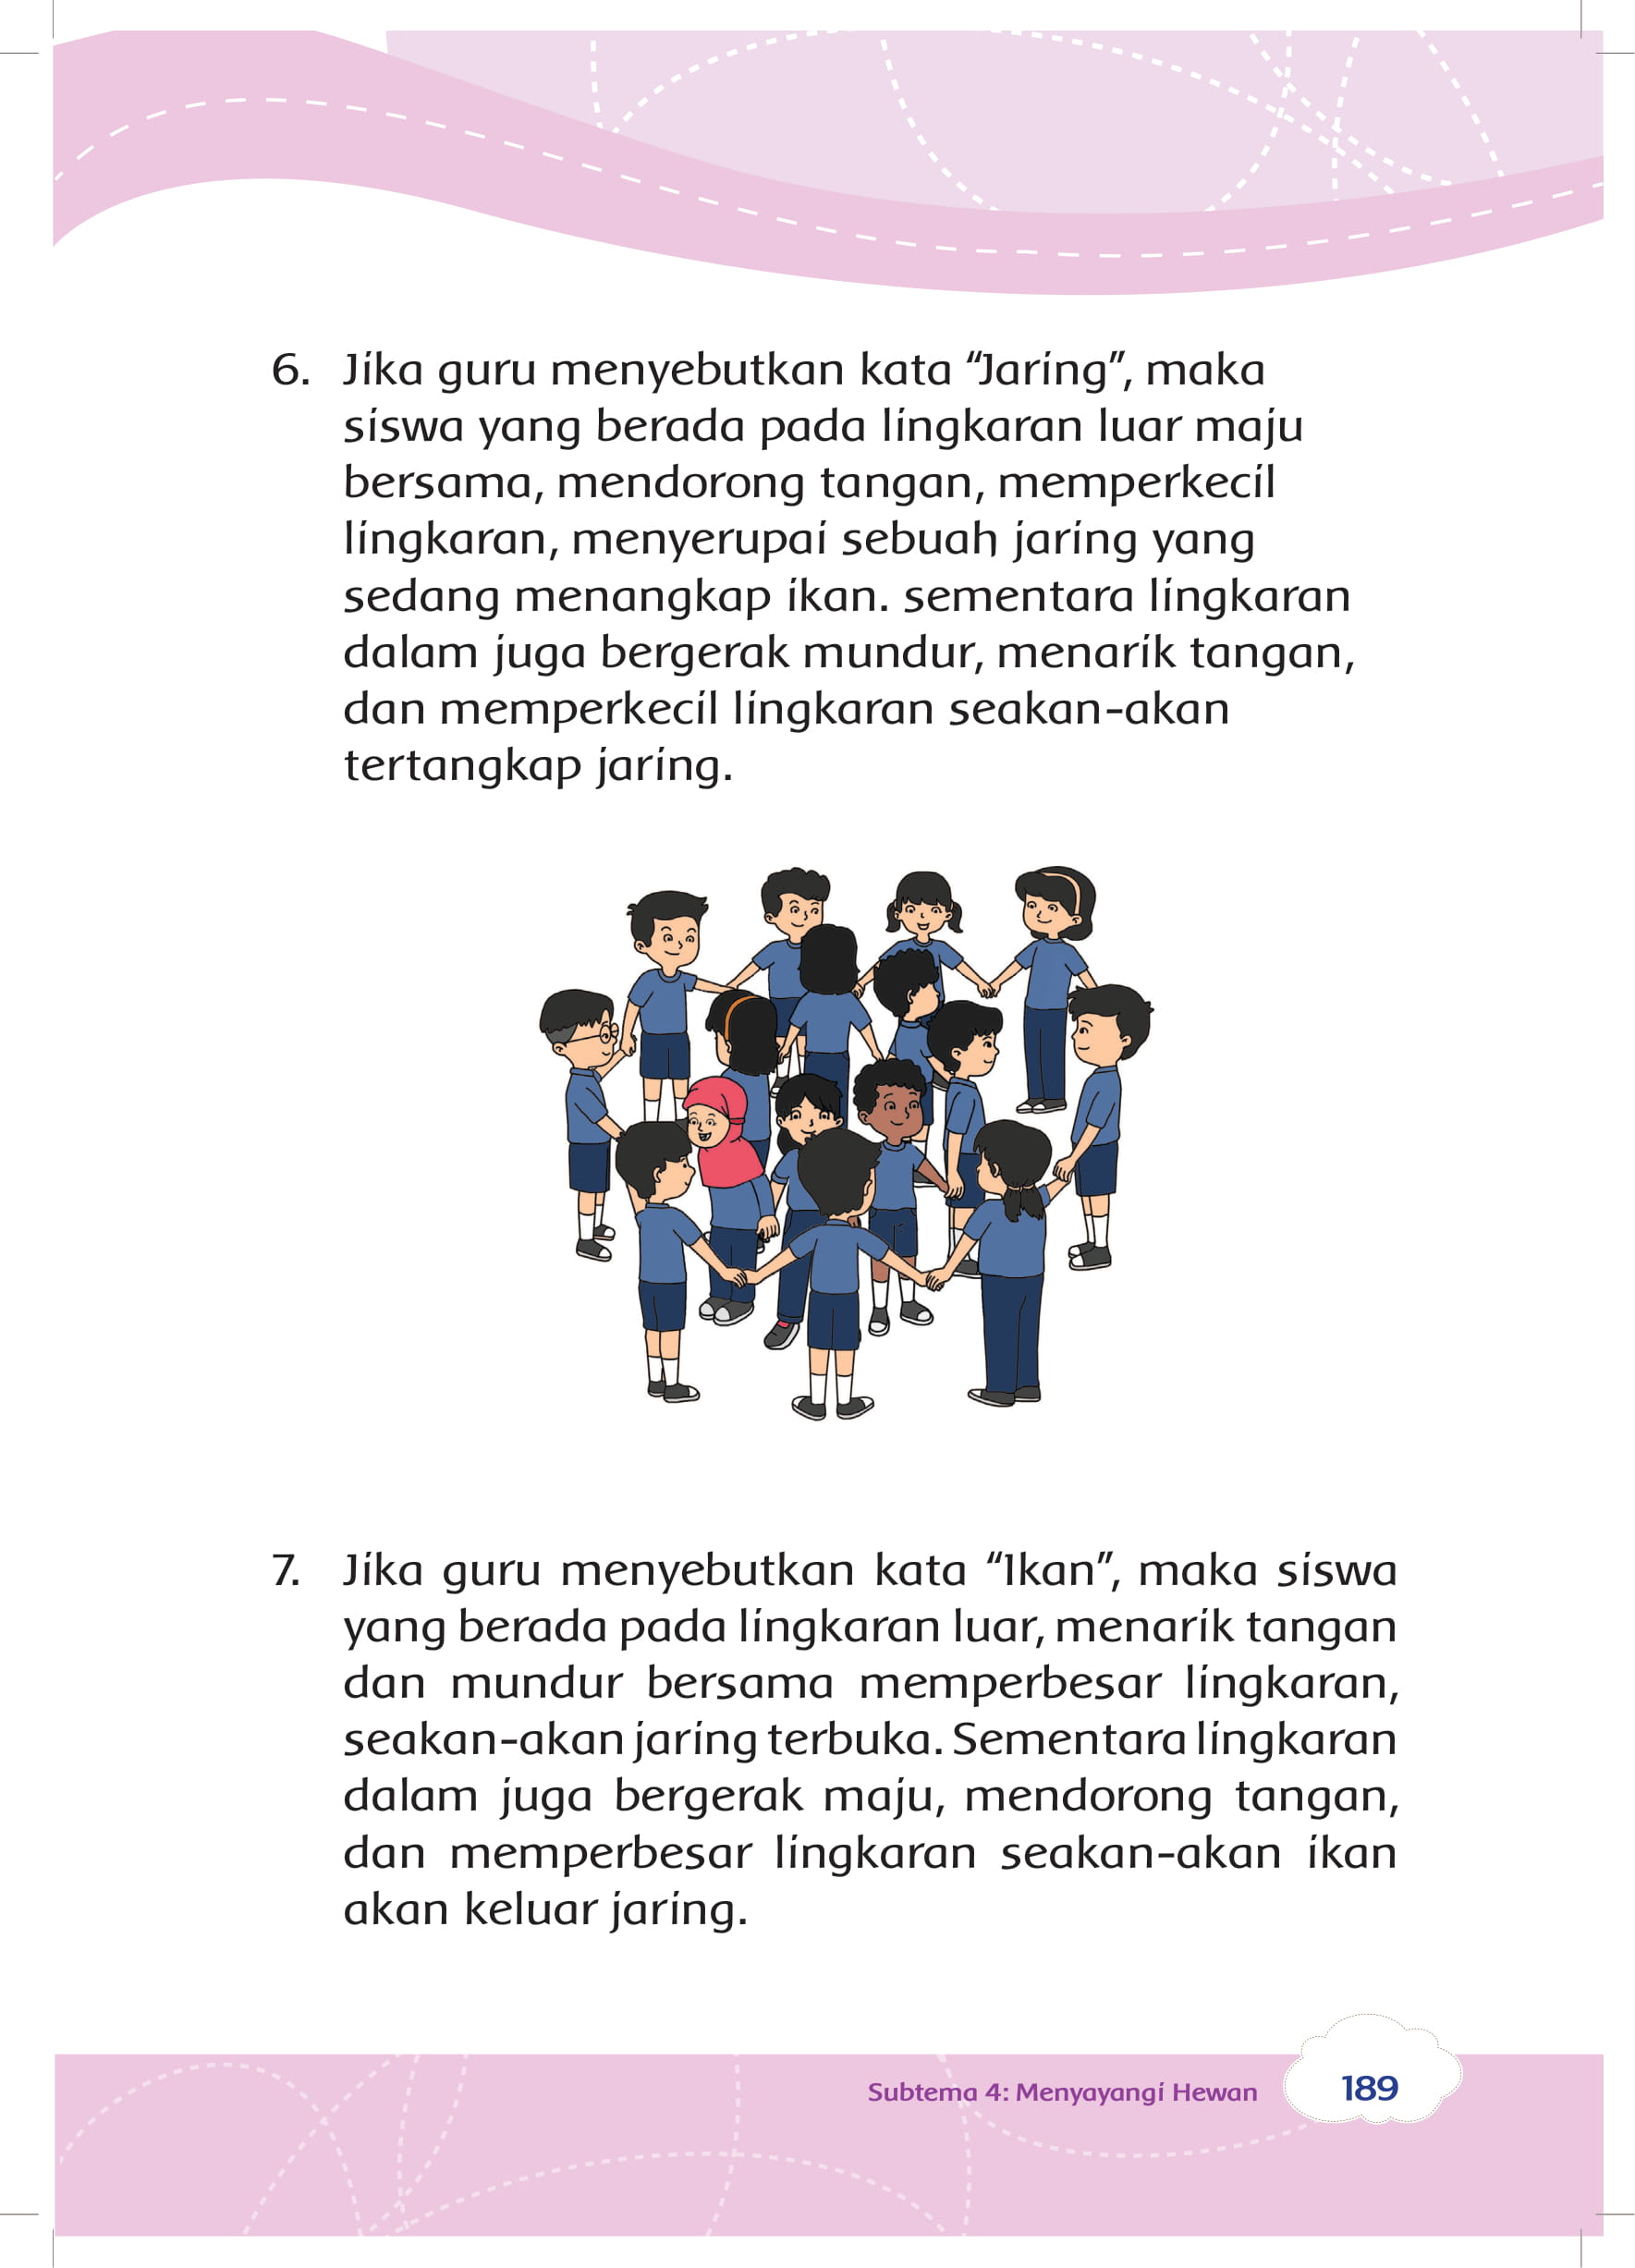 6. Jika guru menyebutkan kata “Jaring”, maka
siswa yang berada pada lingkaran luar maju
bersama, mendorong tangan, memperkecil
lingkaran, menyerupai sebuah jaring yang
sedang menangkap ikan. sementara lingkaran
dalam juga bergerak mundur, menarik tangan,
dan memperkecil lingkaran seakan-akan
tertangkap jaring.
7. Jika guru menyebutkan kata “Ikan”, maka siswa
yang berada pada lingkaran luar, menarik tangan
dan mundur bersama memperbesar lingkaran,
seakan-akan jaring terbuka. Sementara lingkaran
dalam juga bergerak maju, mendorong tangan,
dan memperbesar lingkaran seakan-akan ikan
akan keluar jaring.
Subtema 4: Menyayangi Hewan
189